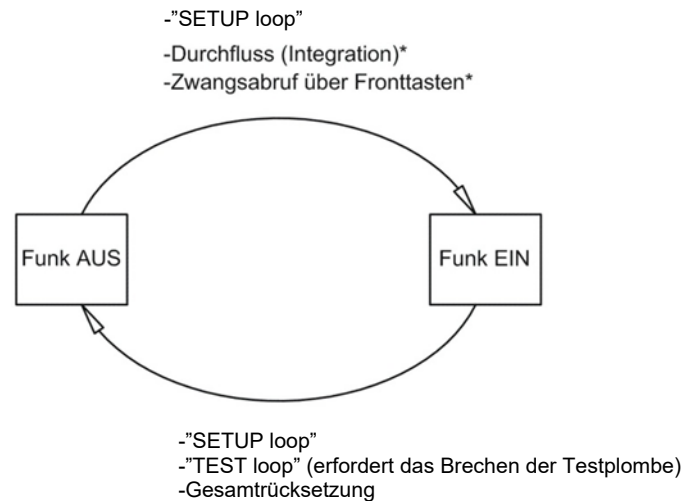 -”SETUP loop”
-Durchfluss (Integration)*
-Zwangsabruf über Fronttasten*
Funk AUS
Funk EIN
-”SETUP loop”
-”TEST loop” (erfordert das Brechen der Testplombe)
-Gesamtrücksetzung